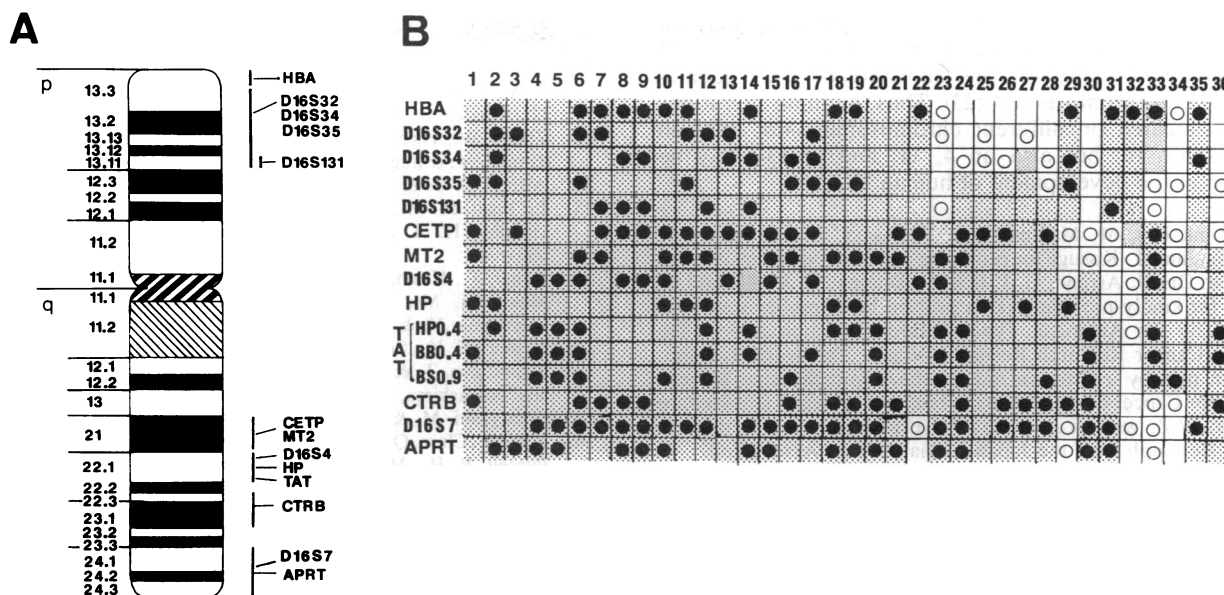 A
p
13.3
13.2
13.13
13.12
13.11
12.3
12.2
12.1
11.2
11.1
q
11.1
11.2
12.1
12.2
13
21
22.1
22.2
22.3
23.1
23.2
23.3
24.1
24.2
24.3
HBA
D16S32
D16S34
D16S35
D16S131
CETP
MT2
D16S4
HP
TAT
CTRB
D16S7
APRT
B
1 2 3 4 5 6 7 8 9 10 11 12 13 14 15 16 17 18 19 20 21 22 23 24 25 26 27 28 29 30 31 32 33 34 35
HBA
D16S32
D16S34
D16S35
D16S131
CETP
MT2
D16S4
HP
TAT
HP0.4
BB0.4
BS0.9
CTRB
D16S7
APRT